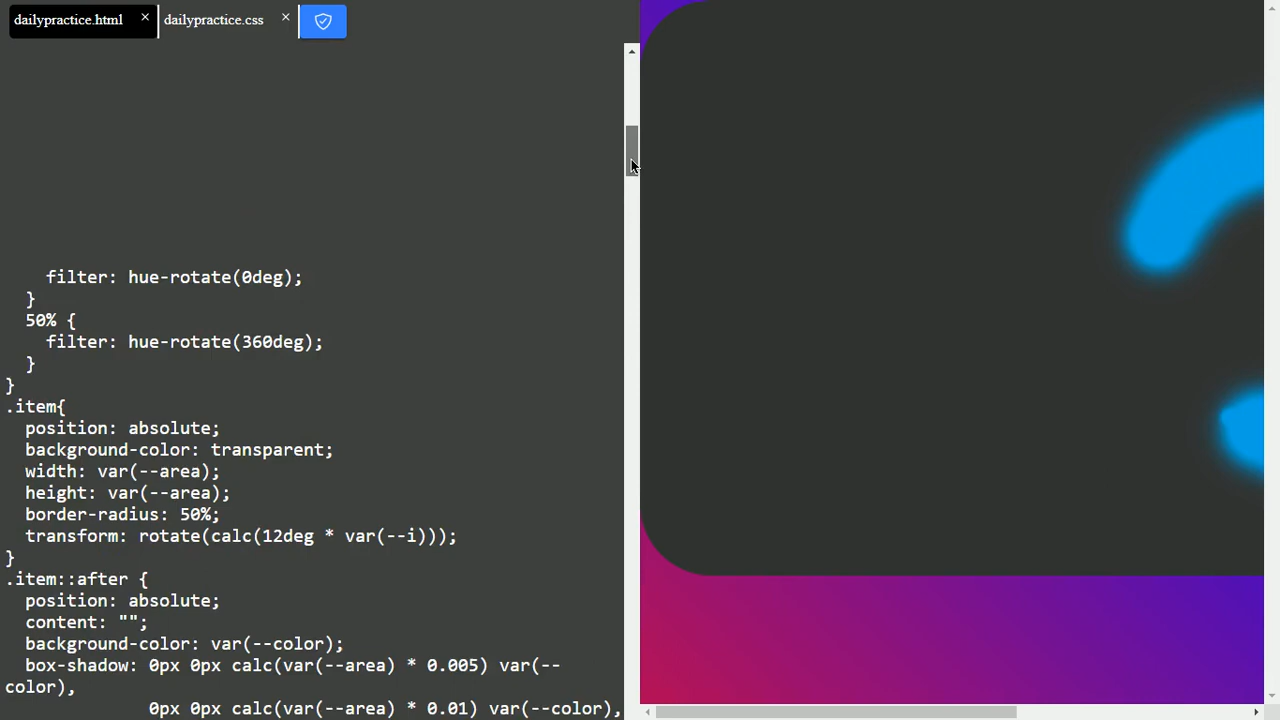 dailypractice.html × dailypractice.css ×
filter: hue-rotate(0deg);
}
50% {
filter: hue-rotate(360deg);
}
}
.item{
position: absolute;
background-color: transparent;
width: var(--area);
height: var(--area);
border-radius: 50%;
transform: rotate(calc(12deg * var(--i)));
}
.item::after {
position: absolute;
content: "";
background-color: var(--color);
box-shadow: 0px 0px calc(var(--area) * 0.005) var(--
color),
0px 0px calc(var(--area) * 0.01) var(--color),